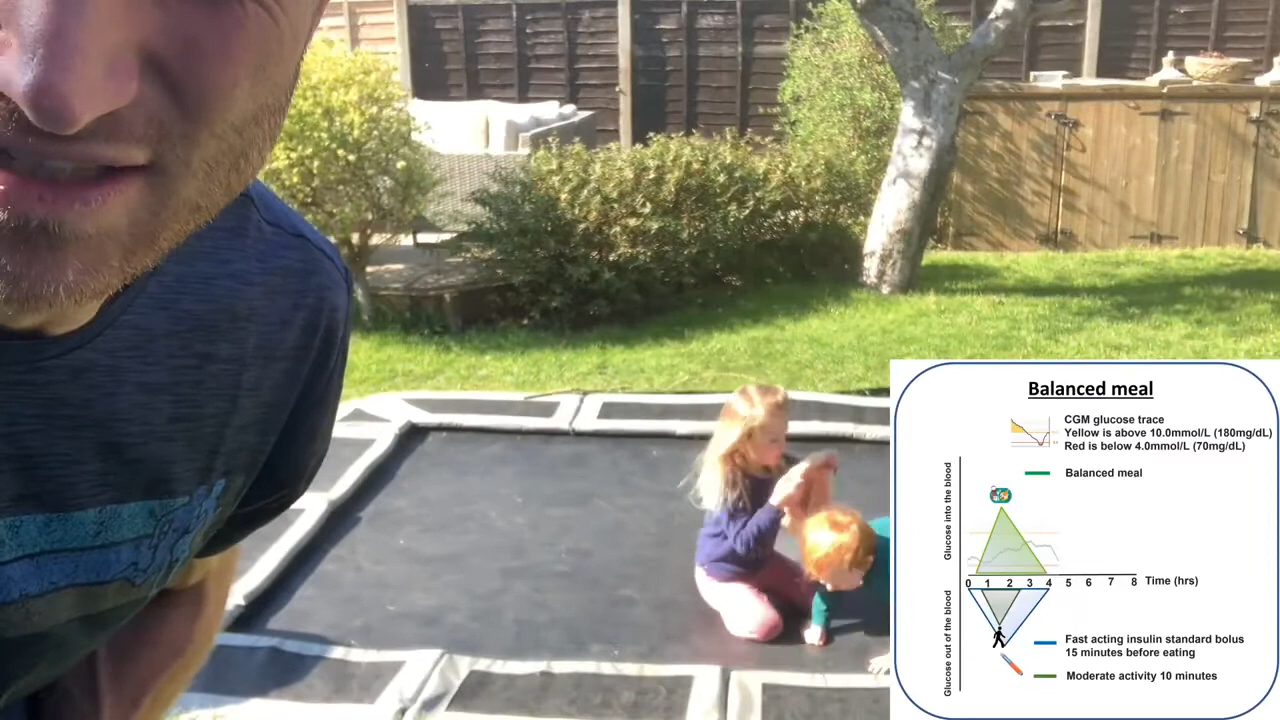 Balanced meal
CGM glucose trace
Yellow is above 10.0mmol/L (180mg/dL)
Red is below 4.0mmol/L (70mg/dL)
Balanced meal
Glucose into the blood
0 1 2 3 4 5 6 7 8 Time (hrs)
Glucose out of the blood
Fast acting insulin standard bolus
15 minutes before eating
Moderate activity 10 minutes